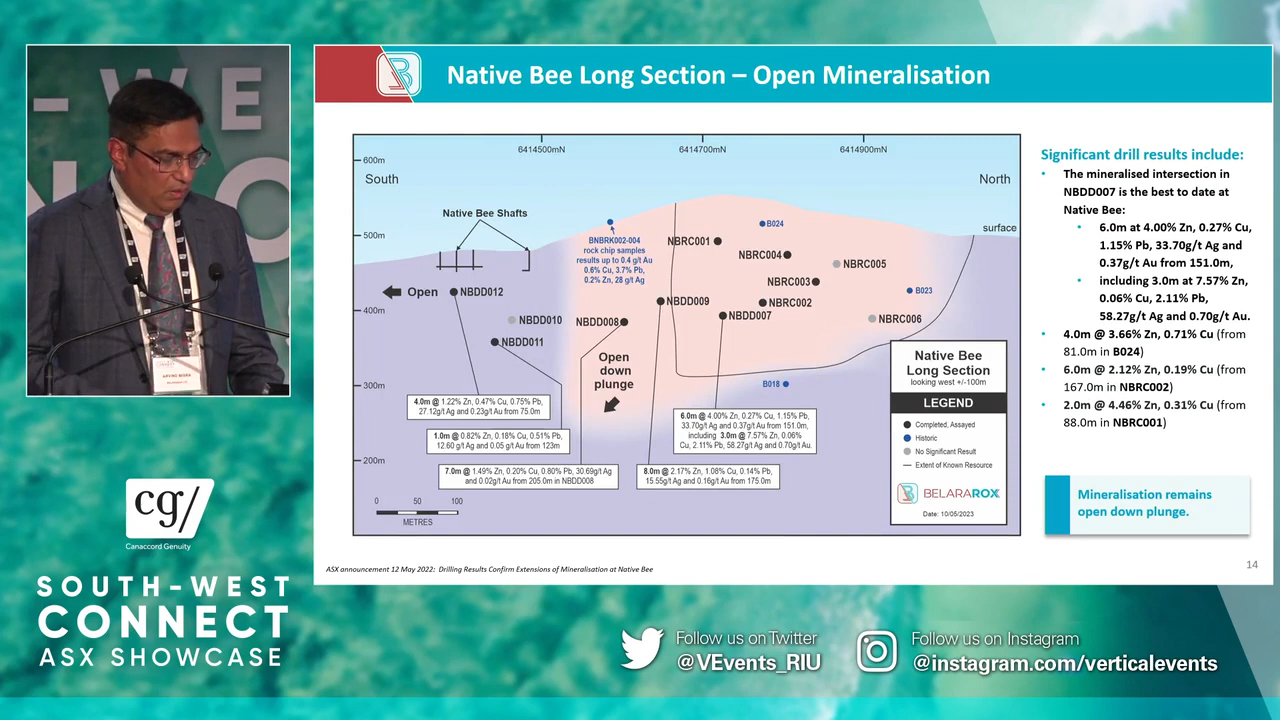 - W E
Native Bee Long Section – Open Mineralisation
6414500mN
6414700mN
6414900mN
600m
500m
400m
300m
200m
South
North
surface
Native Bee Shafts
BNBRK002-004
rock chip samples
results up to 0.4 g/t Au
0.6% Cu, 3.7% Pb,
0.2% Zn, 28 g/t Ag
B024
NBRC001
NBRC004
NBRC005
NBRC003
B023
Open
NBDD012
NBDD009
NBRC002
NBDD010
NBDD008
NBDD007
NBRC006
NBDD011
Open
down
plunge
B018
4.0m @ 1.22% Zn, 0.47% Cu, 0.75% Pb,
27.12g/t Ag and 0.23g/t Au from 75.0m
1.0m @ 0.82% Zn, 0.18% Cu, 0.51% Pb,
12.60 g/t Ag and 0.05 g/t Au from 123m
7.0m @ 1.49% Zn, 0.20% Cu, 0.80% Pb, 30.69g/t Ag
and 0.02g/t Au from 205.0m in NBDD008
6.0m @ 4.00% Zn, 0.27% Cu, 1.15% Pb,
33.70g/t Ag and 0.37g/t Au from 151.0m,
including 3.0m @ 7.57% Zn, 0.06%
Cu, 2.11% Pb, 58.27g/t Ag and 0.70g/t Au.
8.0m @ 2.17% Zn, 1.08% Cu, 0.14% Pb,
15.55g/t Ag and 0.16g/t Au from 175.0m
0 50 100
METRES
Native Bee
Long Section
looking west +/-100m
LEGEND
Completed, Assayed
Historic
No Significant Result
Extent of Known Resource
BELARAROX
Date: 10/05/2023
Significant drill results include:
• The mineralised intersection in
NBDD007 is the best to date at
Native Bee:
• 6.0m at 4.00% Zn, 0.27% Cu,
1.15% Pb, 33.70g/t Ag and
0.37g/t Au from 151.0m,
• including 3.0m at 7.57% Zn,
0.06% Cu, 2.11% Pb,
58.27g/t Ag and 0.70g/t Au.
• 4.0m @ 3.66% Zn, 0.71% Cu (from
81.0m in B024)
• 6.0m @ 2.12% Zn, 0.19% Cu (from
167.0m in NBRC002)
• 2.0m @ 4.46% Zn, 0.31% Cu (from
88.0m in NBRC001)
Mineralisation remains
open down plunge.
ASX announcement 12 May 2022: Drilling Results Confirm Extensions of Mineralisation at Native Bee
14
cg/
Canaccord Genuity
SOUTH-WEST
CONNECT
ASX SHOWCASE
Follow us on Twitter
@VEvents_RIU
Follow us on Instagram
@instagram.com/verticalevents